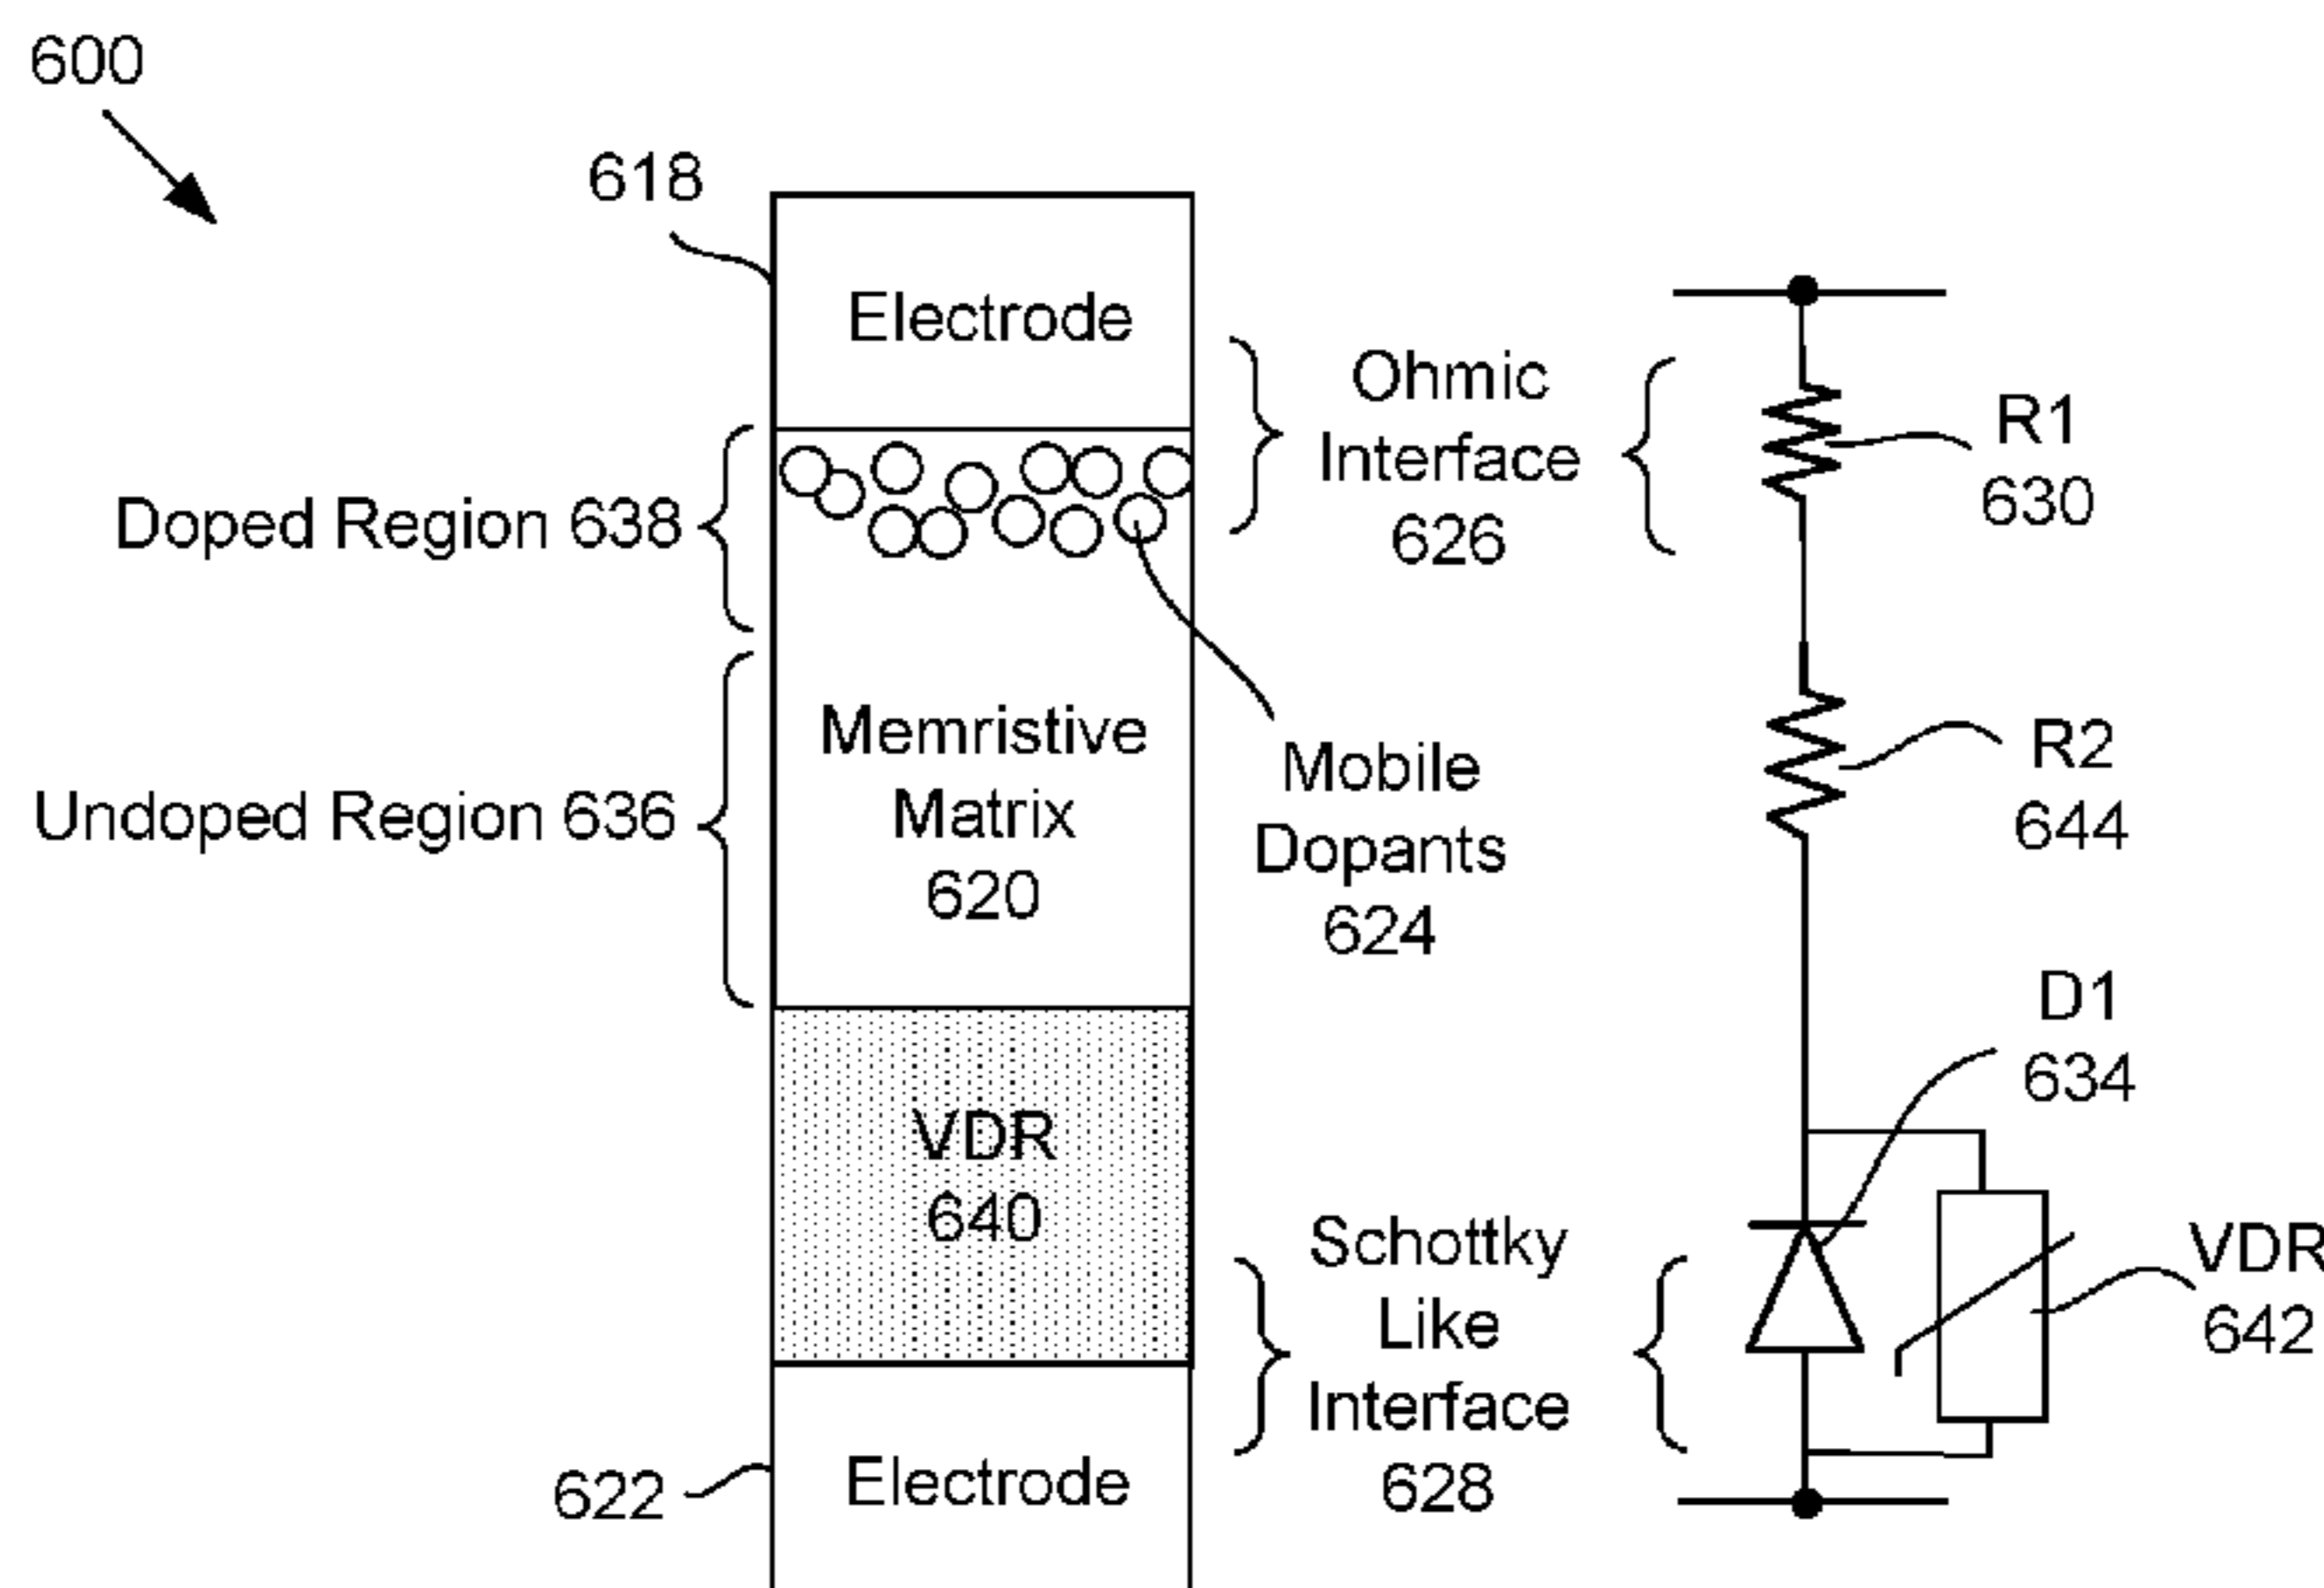 600
618
Electrode
Ohmic
Interface
626
R1
630
Doped Region 638
Memristive
Matrix
620
Undoped Region 636
Mobile
Dopants
624
R2
644
D1
634
VDR
640
Schottky
Like
Interface
628
VDR
642
622
Electrode